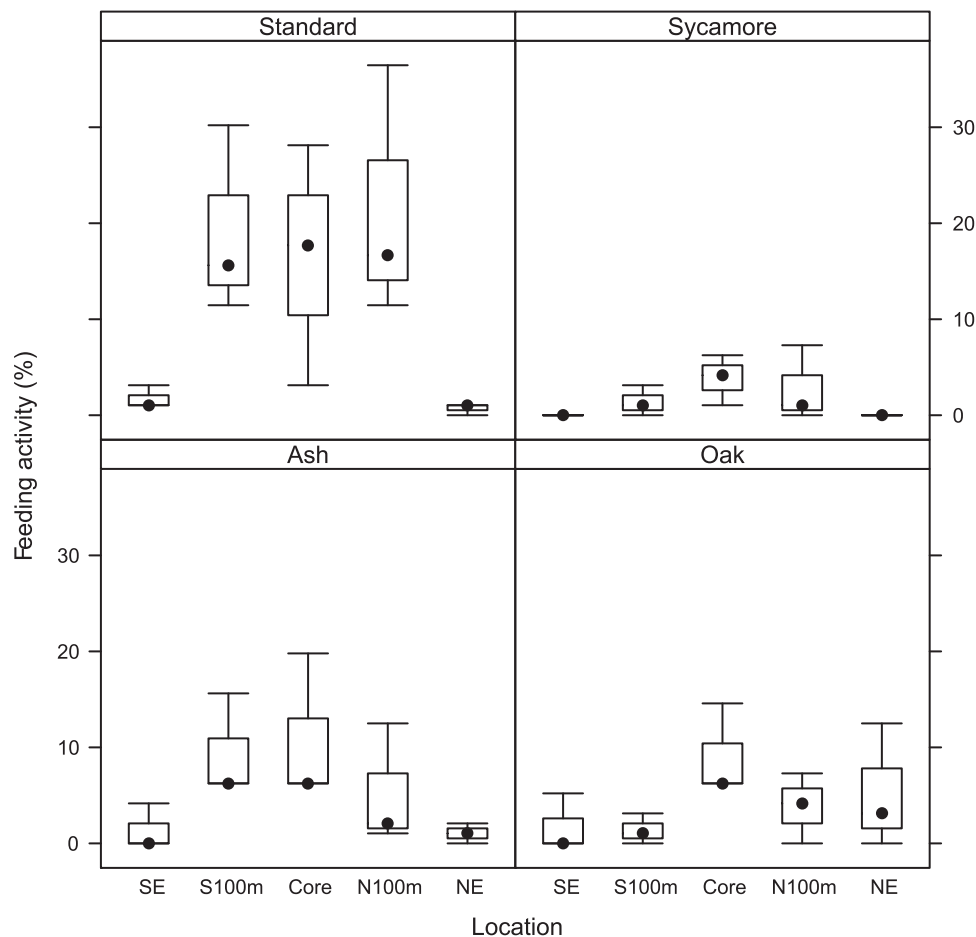 Standard Sycamore
30
20
10
0
Ash Oak
30
20
10
0
Feeding activity (%)
SE S100m Core N100m NE SE S100m Core N100m NE
Location